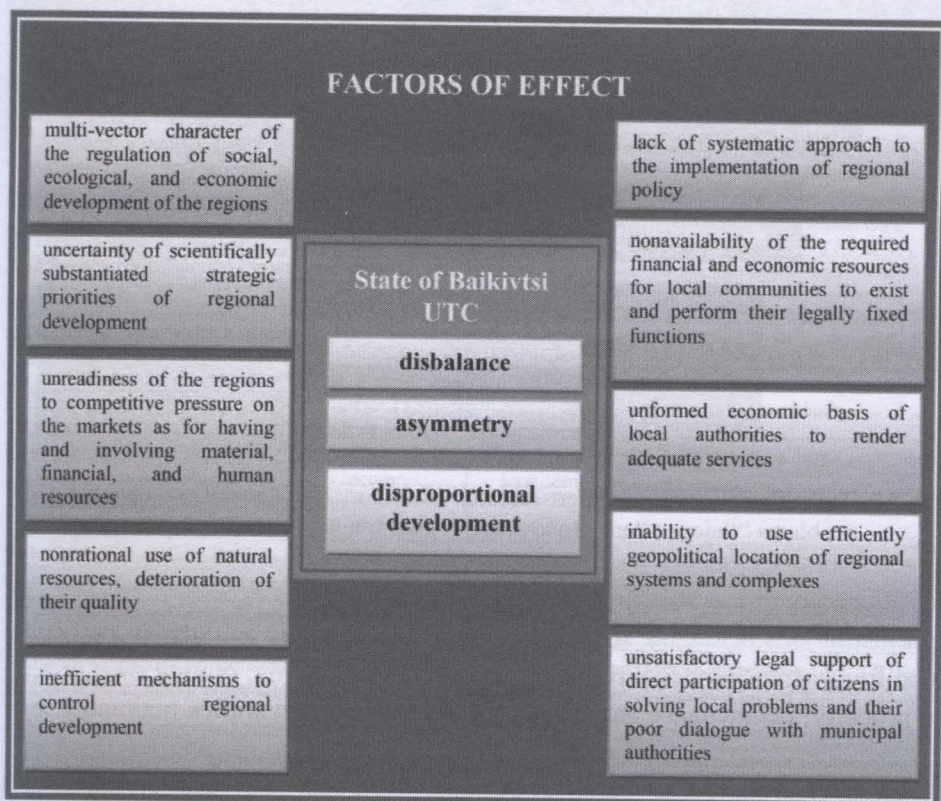 FACTORS OF EFFECT
multi-vector character of
the regulation of social,
ecological, and economic
development of the regions
uncertainty of scientifically
substantiated strategic
priorities of regional
development
unreadiness of the regions
to competitive pressure on
the markets as for having
and involving material,
financial, and human
resources
nonrational use of natural
resources, deterioration of
their quality
inefficient mechanisms to
control regional
development
State of Baikivtsi
UTC
disbalance
asymmetry
disproportional
development
lack of systematic approach to
the implementation of regional
policy
nonavailability of the required
financial and economic resources
for local communities to exist
and perform their legally fixed
functions
unformed economic basis of
local authorities to render
adequate services
inability to use efficiently
geopolitical location of regional
systems and complexes
unsatisfactory legal support of
direct participation of citizens in
solving local problems and their
poor dialogue with municipal
authorities